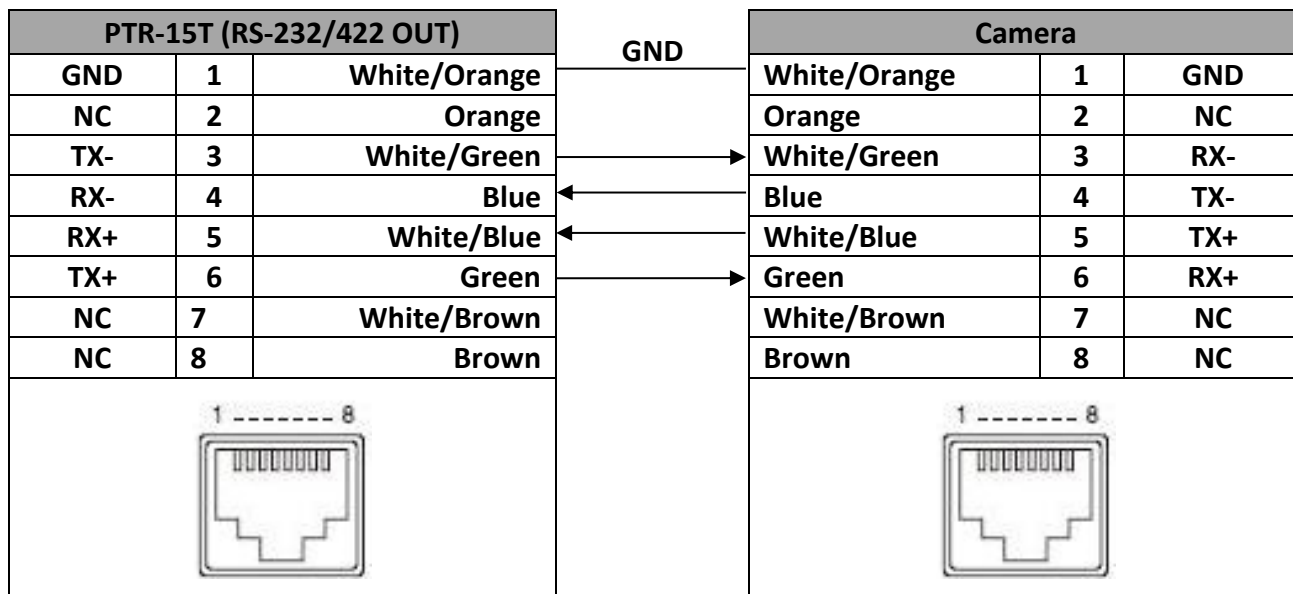 PTR-15T (RS-232/422 OUT) GND Camera
GND 1 White/Orange White/Orange 1 GND
NC 2 Orange Orange 2 NC
TX- 3 White/Green White/Green 3 RX-
RX- 4 Blue Blue 4 TX-
RX+ 5 White/Blue White/Blue 5 TX+
TX+ 6 Green Green 6 RX+
NC 7 White/Brown White/Brown 7 NC
NC 8 Brown Brown 8 NC
1 ------- 8 1 ------- 8